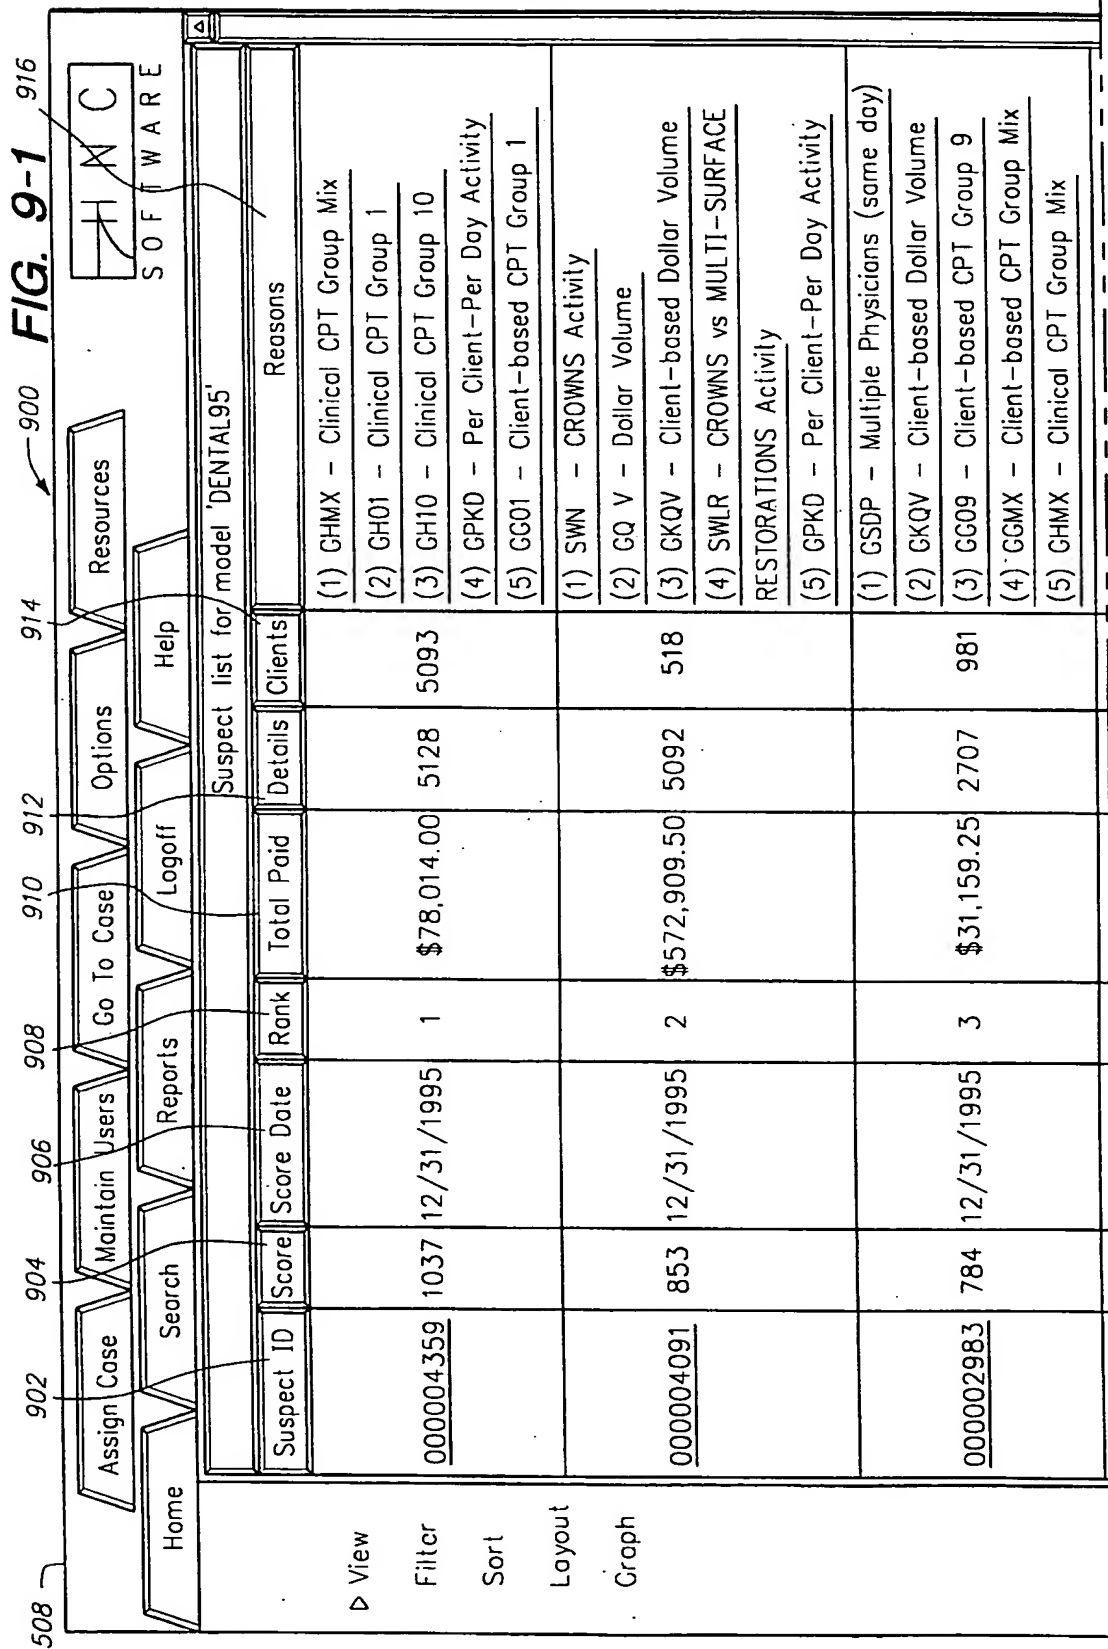 FIG. 9-1
508
900
H N C
SOFTWARE
Assign Case
Maintain Users
Go To Case
Options
Resources
Home
Search
Reports
Logoff
Help
902
904
906
908
910
912
914
916
▷ View
Filter
Sort
Layout
Graph
Suspect list for model 'DENTAL95'
Suspect ID Score Score Date Rank Total Paid Details Clients Reasons
000004359 1037 12/31/1995 1 $78,014.00 5128 5093
(1) GHMX – Clinical CPT Group Mix
(2) GH01 – Clinical CPT Group 1
(3) GH10 – Clinical CPT Group 10
(4) GPKD – Per Client–Per Day Activity
(5) GG01 – Client–based CPT Group 1
000004091 853 12/31/1995 2 $572,909.50 5092 518
(1) SWN – CROWNS Activity
(2) GQ V – Dollar Volume
(3) GKQV – Client–based Dollar Volume
(4) SWLR – CROWNS vs MULTI–SURFACE
RESTORATIONS Activity
(5) GPKD – Per Client–Per Day Activity
000002983 784 12/31/1995 3 $31,159.25 2707 981
(1) GSDP – Multiple Physicians (same day)
(2) GKQV – Client–based Dollar Volume
(3) GG09 – Client–based CPT Group 9
(4) GGMX – Client–based CPT Group Mix
(5) GHMX – Clinical CPT Group Mix